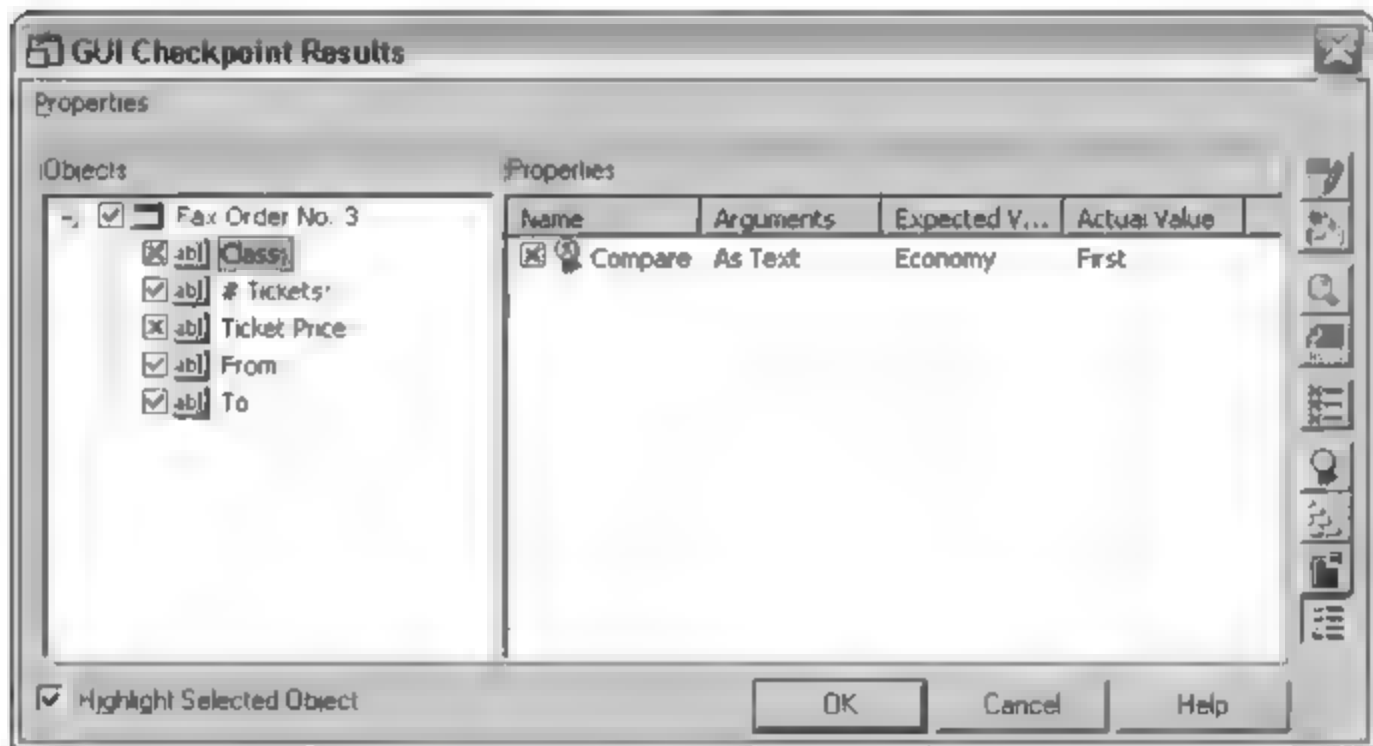 GUI Checkpoint Results
Properties
Objects
Properties
Fax Order No. 3
Class:
# Tickets:
Ticket Price
From
To
Name Arguments Expected V... Actual Value
Compare As Text Economy First
Highlight Selected Object
OK Cancel Help